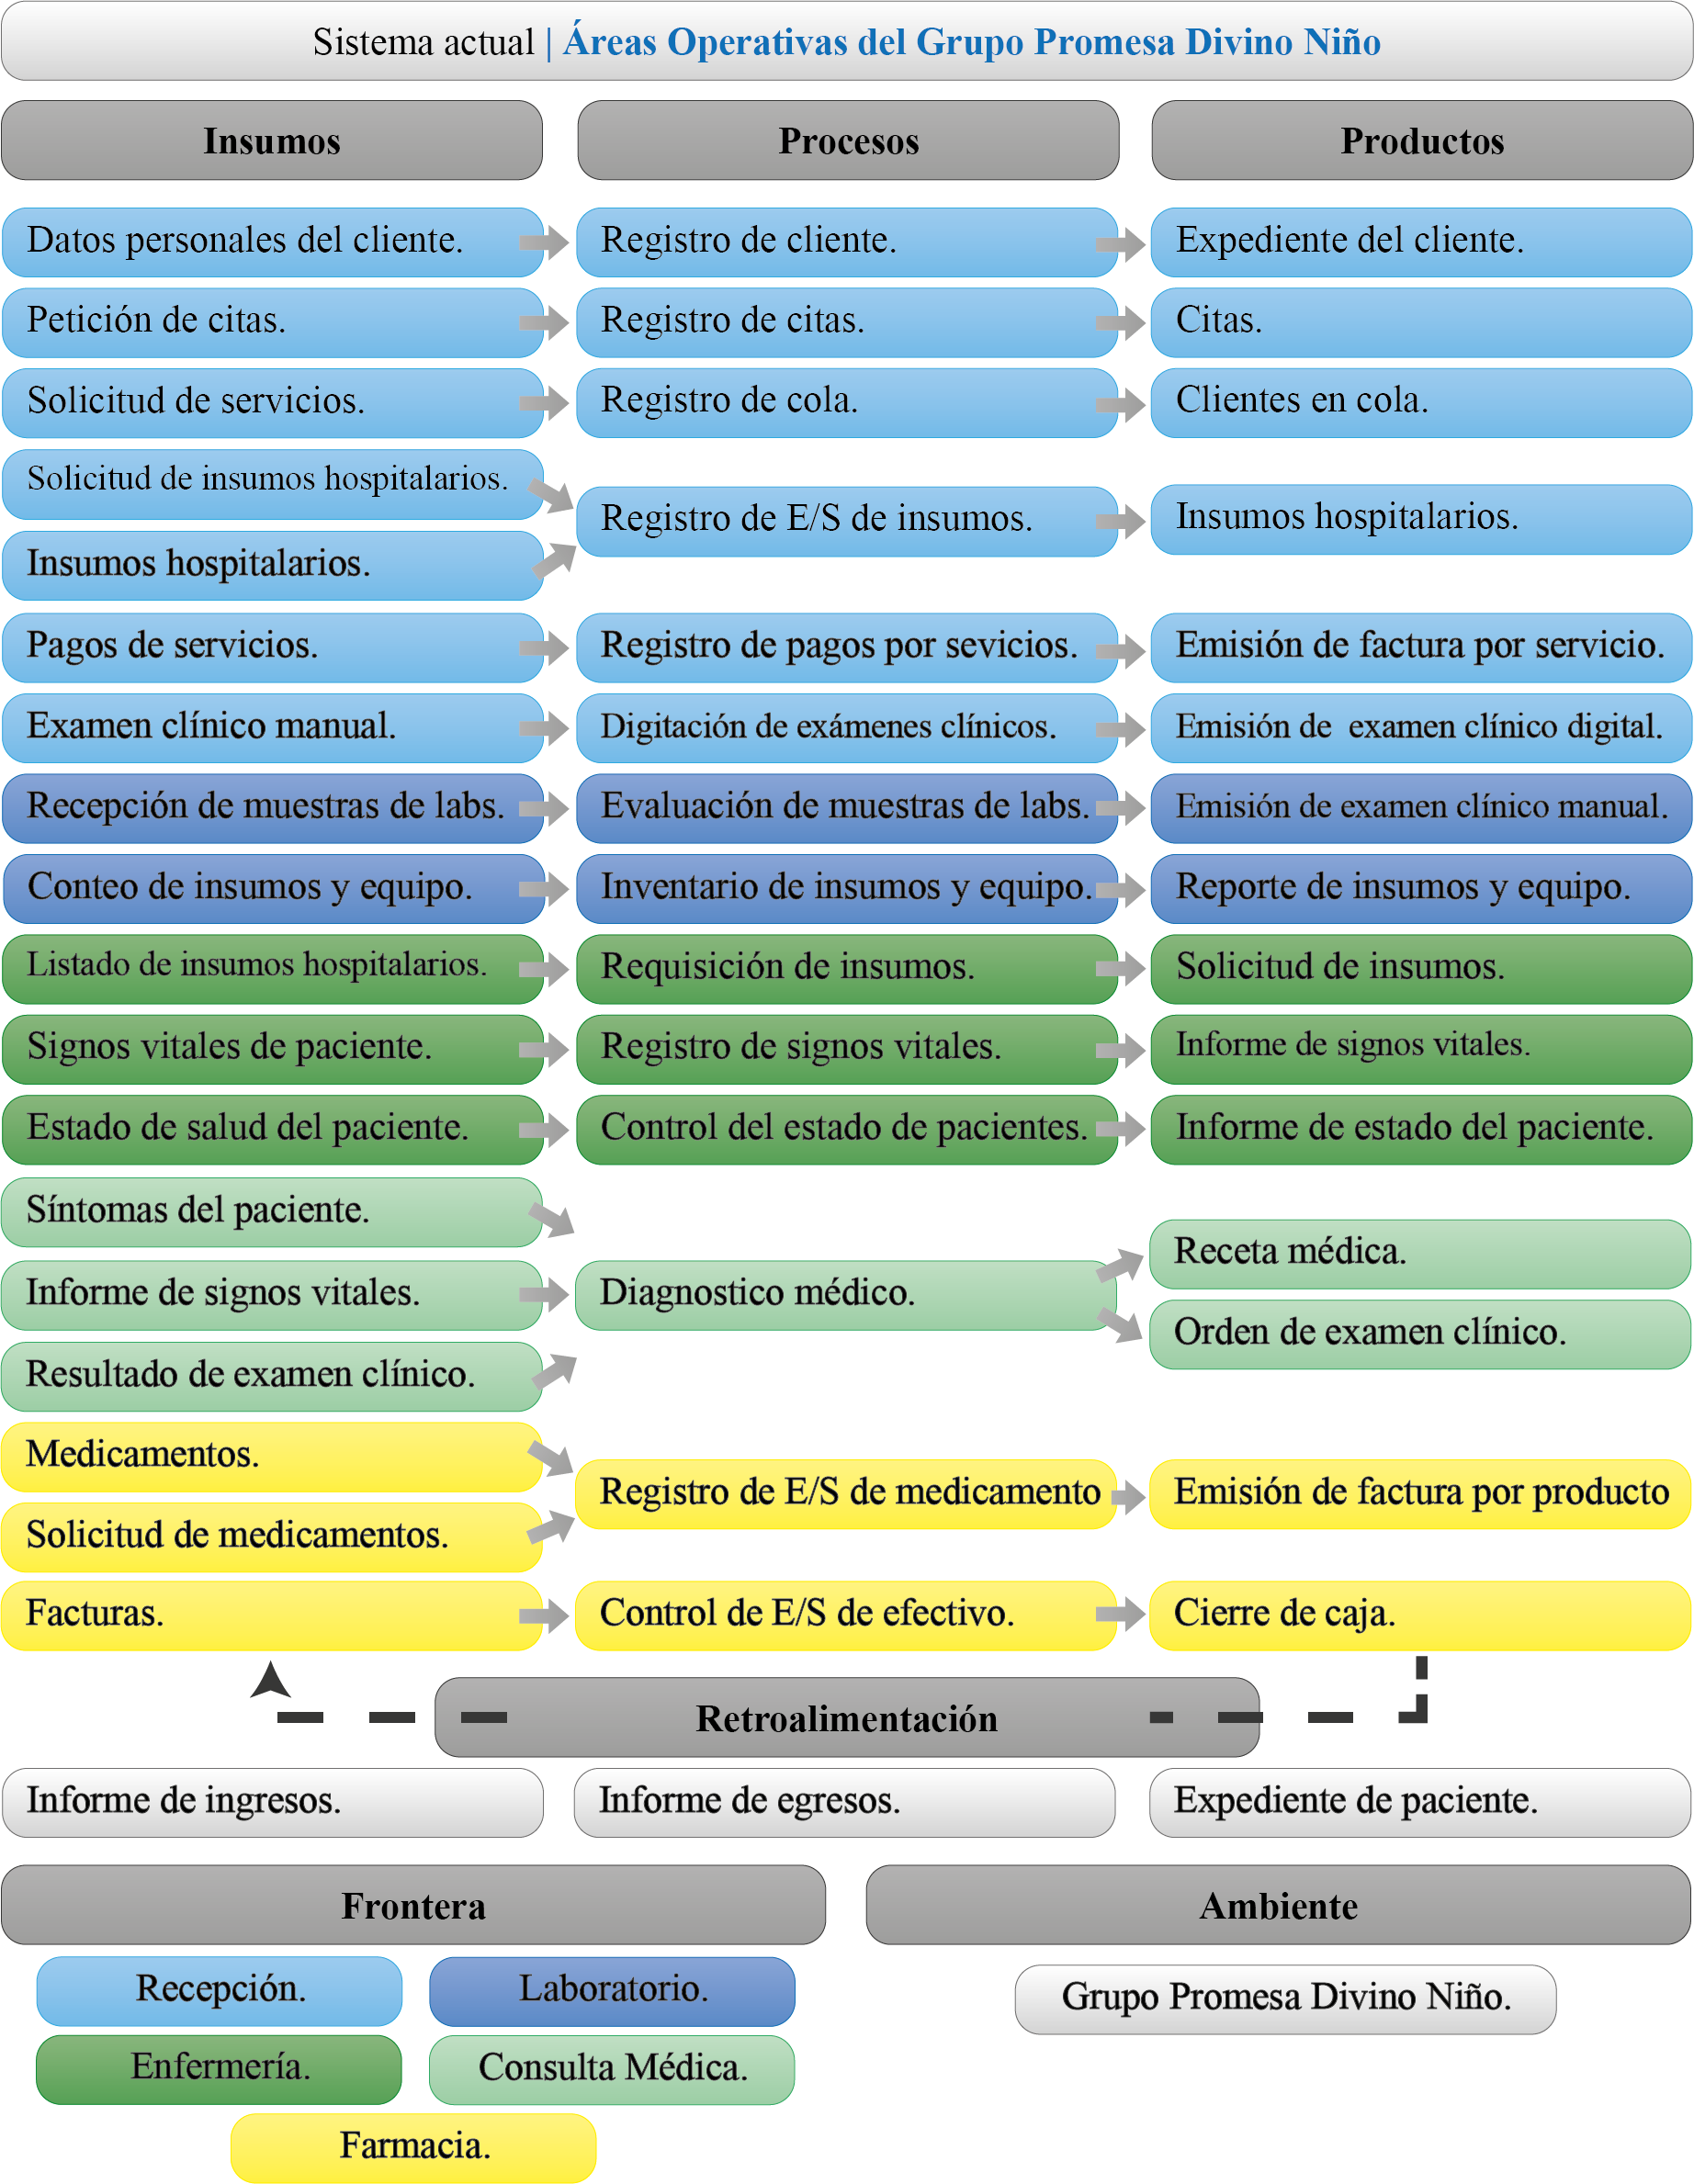 Sistema actual | Áreas Operativas del Grupo Promesa Divino Niño
Insumos Procesos Productos
Datos personales del cliente. Registro de cliente. Expediente del cliente.
Petición de citas. Registro de citas. Citas.
Solicitud de servicios. Registro de cola. Clientes en cola.
Solicitud de insumos hospitalarios.
Registro de E/S de insumos. Insumos hospitalarios.
Insumos hospitalarios.
Pagos de servicios. Registro de pagos por sevicios. Emisión de factura por servicio.
Examen clínico manual. Digitación de exámenes clínicos. Emisión de examen clínico digital.
Recepción de muestras de labs. Evaluación de muestras de labs. Emisión de examen clínico manual.
Conteo de insumos y equipo. Inventario de insumos y equipo. Reporte de insumos y equipo.
Listado de insumos hospitalarios. Requisición de insumos. Solicitud de insumos.
Signos vitales de paciente. Registro de signos vitales. Informe de signos vitales.
Estado de salud del paciente. Control del estado de pacientes. Informe de estado del paciente.
Síntomas del paciente.
Receta médica.
Informe de signos vitales. Diagnostico médico.
Orden de examen clínico.
Resultado de examen clínico.
Medicamentos.
Registro de E/S de medicamento Emisión de factura por producto
Solicitud de medicamentos.
Facturas. Control de E/S de efectivo. Cierre de caja.
Retroalimentación
Informe de ingresos. Informe de egresos. Expediente de paciente.
Frontera Ambiente
Recepción. Laboratorio. Grupo Promesa Divino Niño.
Enfermería. Consulta Médica.
Farmacia.